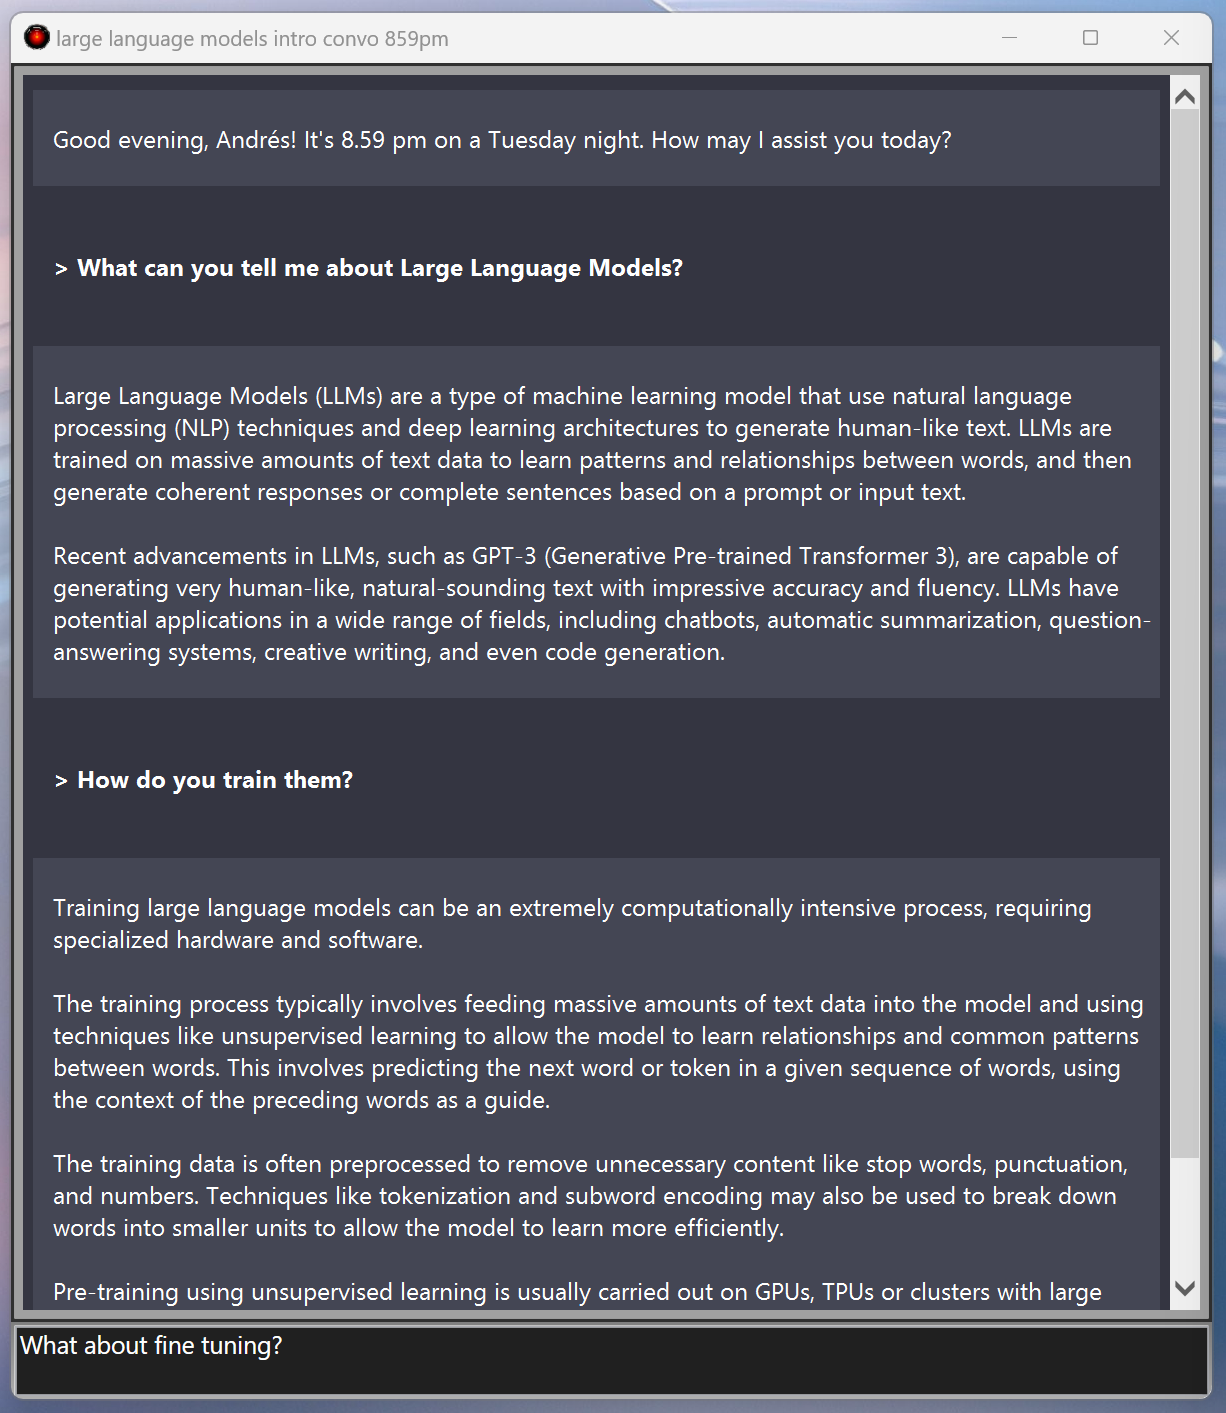 large language models intro convo 859pm
Good evening, Andrés! It's 8.59 pm on a Tuesday night. How may I assist you today?
> What can you tell me about Large Language Models?
Large Language Models (LLMs) are a type of machine learning model that use natural language
processing (NLP) techniques and deep learning architectures to generate human-like text. LLMs are
trained on massive amounts of text data to learn patterns and relationships between words, and then
generate coherent responses or complete sentences based on a prompt or input text.
Recent advancements in LLMs, such as GPT-3 (Generative Pre-trained Transformer 3), are capable of
generating very human-like, natural-sounding text with impressive accuracy and fluency. LLMs have
potential applications in a wide range of fields, including chatbots, automatic summarization, question-
answering systems, creative writing, and even code generation.
> How do you train them?
Training large language models can be an extremely computationally intensive process, requiring
specialized hardware and software.
The training process typically involves feeding massive amounts of text data into the model and using
techniques like unsupervised learning to allow the model to learn relationships and common patterns
between words. This involves predicting the next word or token in a given sequence of words, using
the context of the preceding words as a guide.
The training data is often preprocessed to remove unnecessary content like stop words, punctuation,
and numbers. Techniques like tokenization and subword encoding may also be used to break down
words into smaller units to allow the model to learn more efficiently.
Pre-training using unsupervised learning is usually carried out on GPUs, TPUs or clusters with large
What about fine tuning?